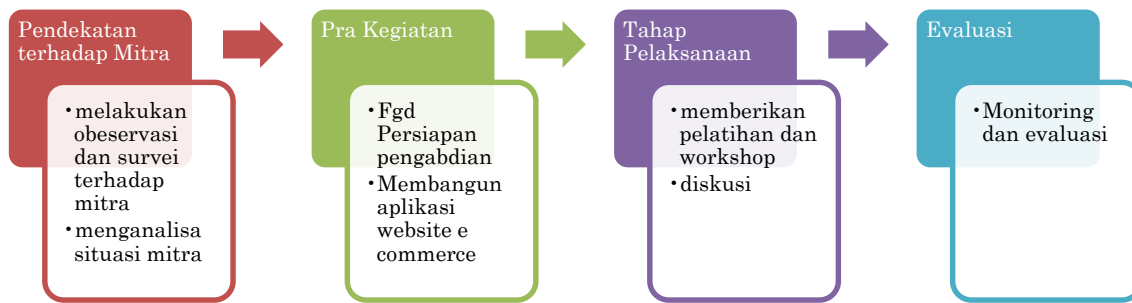 Pendekatan
terhadap Mitra
•melakukan
obeservasi
dan survei
terhadap
mitra
•menganalisa
situasi mitra
Pra Kegiatan
•Fgd
Persiapan
pengabdian
•Membangun
aplikasi
website e
commerce
Tahap
Pelaksanaan
•memberikan
pelatihan dan
workshop
•diskusi
Evaluasi
•Monitoring
dan evaluasi